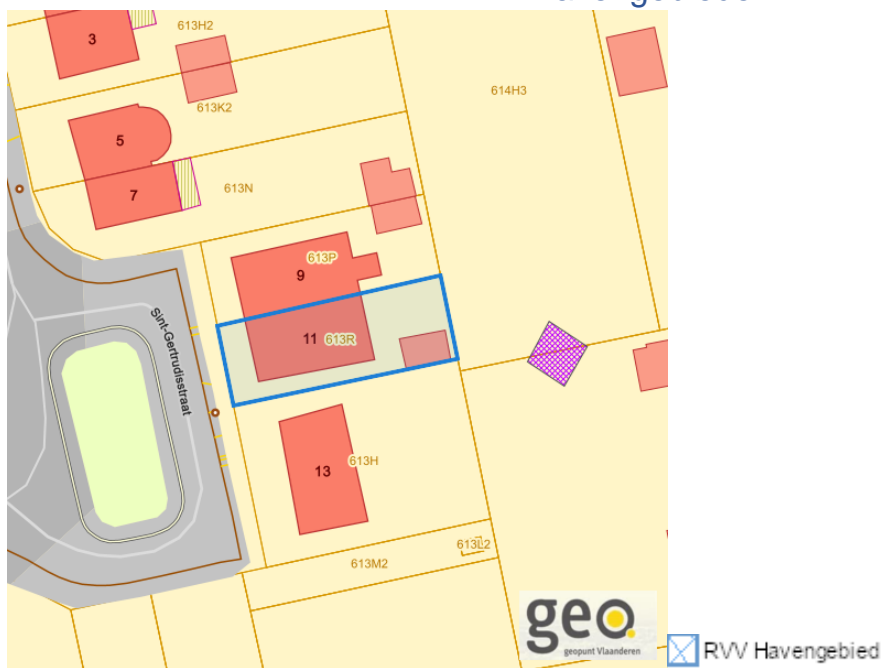 3
613H2
614H3
613K2
5
7
613N
613P
9
11
613R
Sint-Gertrudisstraat
13
613H
613L2
613M2
geo
geopunt Vlaanderen
RVV Havengebied